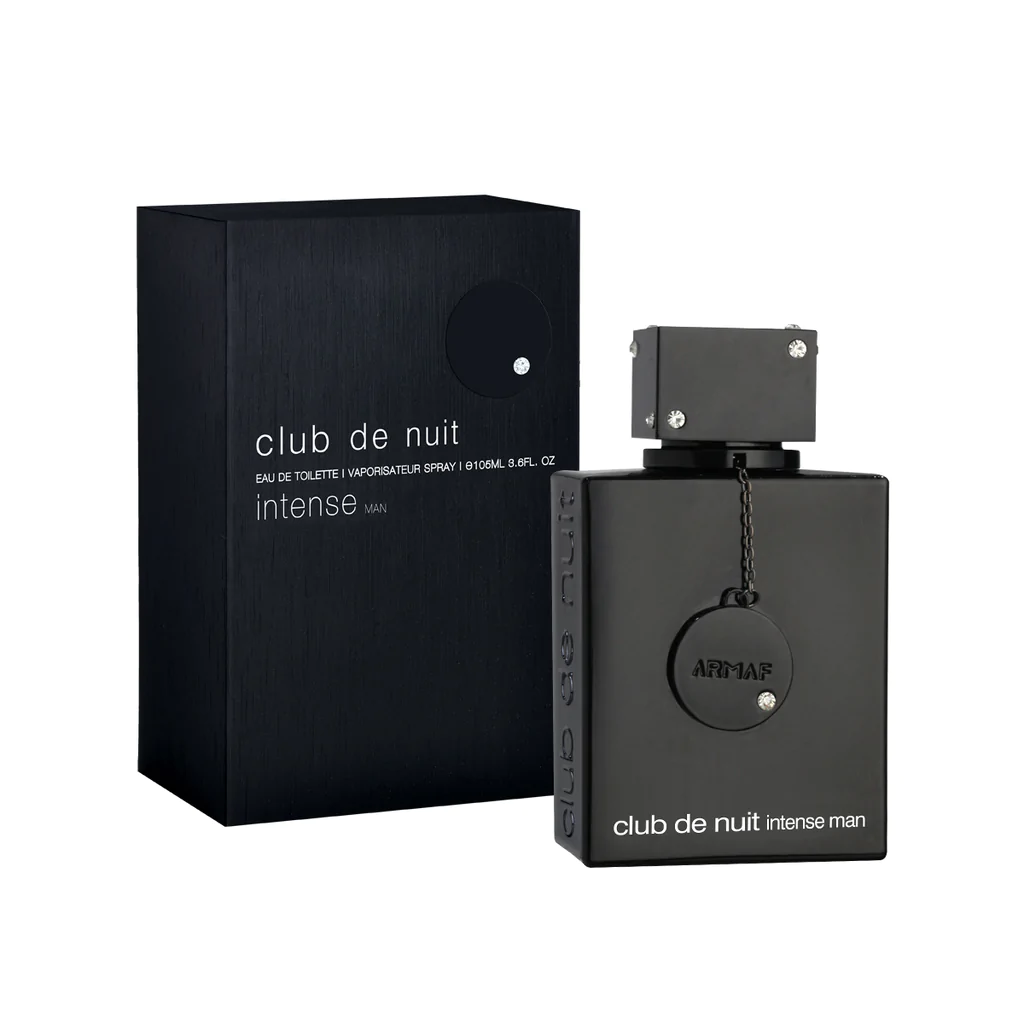 club de nuit
EAU DE TOILETTE I VAPORISATEUR SPRAY I ℮105ML 3.6FL. OZ
intense MAN
club de nuit
ARMAF
club de nuit intense man